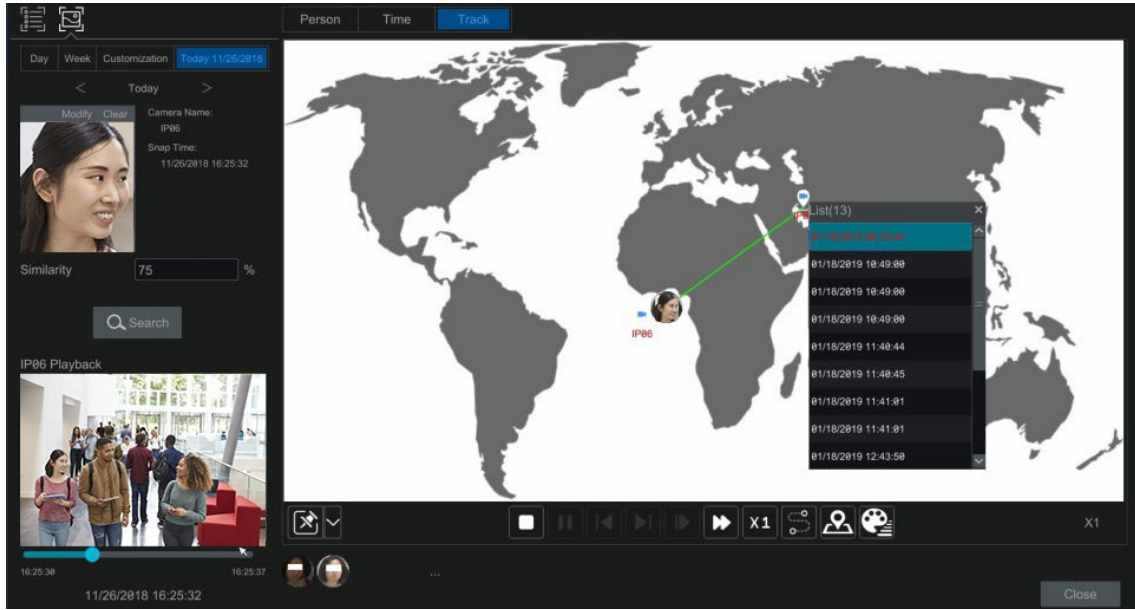 Person Time Track
Day Week Customization Today 11/26/2018
< Today >
Modify Clear
Camera Name:
IP06
Snap Time:
11/26/2018 16:25:32
Similarity 75 %
Search
IP06 Playback
16:25:30 16:25:37
11/26/2018 16:25:32
IP06
List(13) ×
01/18/2019 10:49:00
01/18/2019 10:49:00
01/18/2019 10:49:00
01/18/2019 11:40:44
01/18/2019 11:40:45
01/18/2019 11:41:01
01/18/2019 11:41:01
01/18/2019 12:43:50
X1
X1
...
Close